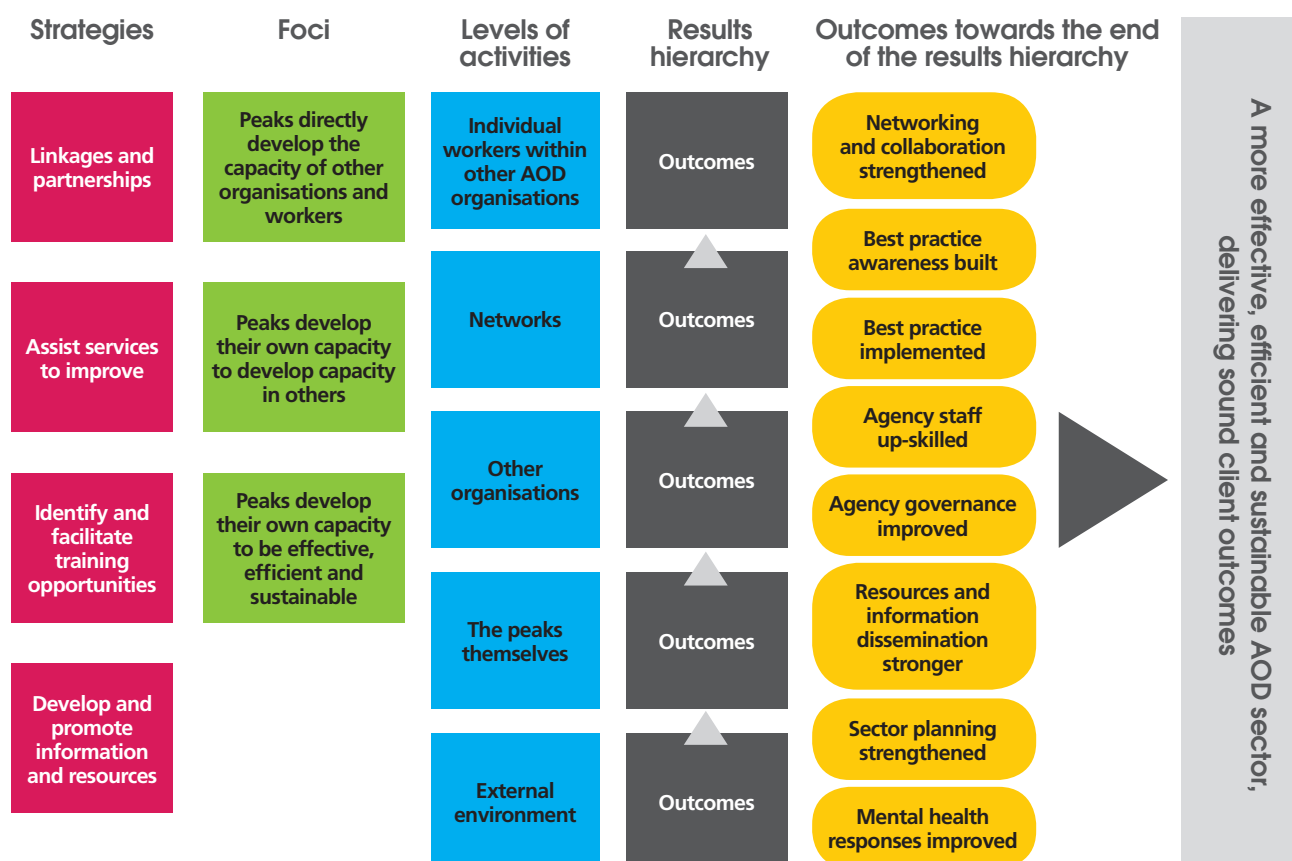 Strategies
Foci
Levels of
activities
Results
hierarchy
Outcomes towards the end
of the results hierarchy
Linkages and
partnerships
Assist services
to improve
Identify and
facilitate
training
opportunities
Develop and
promote
information
and resources
Peaks directly
develop the
capacity of other
organisations and
workers
Peaks develop
their own capacity
to develop capacity
in others
Peaks develop
their own capacity
to be effective,
efficient and
sustainable
Individual
workers within
other AOD
organisations
Networks
Other
organisations
The peaks
themselves
External
environment
Outcomes
Outcomes
Outcomes
Outcomes
Outcomes
Networking
and collaboration
strengthened
Best practice
awareness built
Best practice
implemented
Agency staff
up-skilled
Agency governance
improved
Resources and
information
dissemination
stronger
Sector planning
strengthened
Mental health
responses improved
A more effective, efficient and sustainable AOD sector,
delivering sound client outcomes